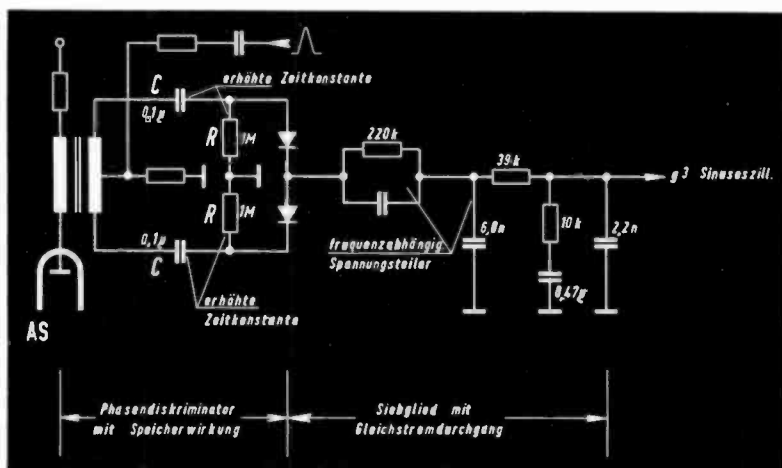 C
erhöhte Zeitkonstante
0,1µ
R
1M
220k
39k
g3 Sinusoszill.
R
1M
0,1µ
C
frequenzabhängig
Spannungsteiler
6,8n
10k
2,2n
0,47µ
erhöhte
Zeitkonstante
AS
Phasendiskriminator
mit Speicherwirkung
Siebglied mit
Gleichstromdurchgang